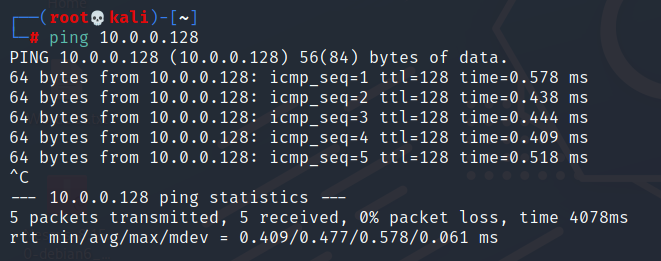 ┌──(root💀kali)-[~]
└─# ping 10.0.0.128
PING 10.0.0.128 (10.0.0.128) 56(84) bytes of data.
64 bytes from 10.0.0.128: icmp_seq=1 ttl=128 time=0.578 ms
64 bytes from 10.0.0.128: icmp_seq=2 ttl=128 time=0.438 ms
64 bytes from 10.0.0.128: icmp_seq=3 ttl=128 time=0.444 ms
64 bytes from 10.0.0.128: icmp_seq=4 ttl=128 time=0.409 ms
64 bytes from 10.0.0.128: icmp_seq=5 ttl=128 time=0.518 ms
^C
--- 10.0.0.128 ping statistics ---
5 packets transmitted, 5 received, 0% packet loss, time 4078ms
rtt min/avg/max/mdev = 0.409/0.477/0.578/0.061 ms